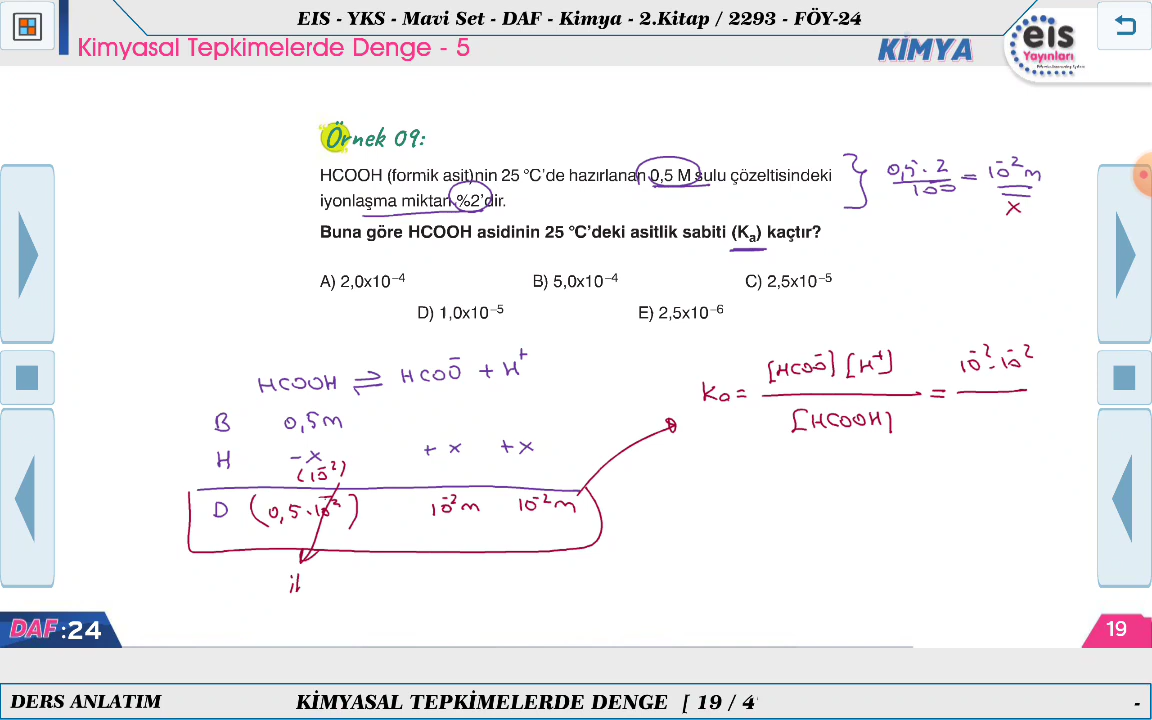 EIS - YKS - Mavi Set - DAF - Kimya - 2.Kitap / 2293 - FÖY-24
Kimyasal Tepkimelerde Denge - 5
KİMYA
eis
Yayınları
Örnek 09:
HCOOH (formik asit)nin 25 °C'de hazırlanan 0,5 M sulu çözeltisindeki
iyonlaşma miktarı %2'dir.
0,5 . 2 / 100 = 10⁻² m
x
Buna göre HCOOH asidinin 25 °C'deki asitlik sabiti (Kₐ) kaçtır?
A) 2,0x10⁻⁴ B) 5,0x10⁻⁴ C) 2,5x10⁻⁵
D) 1,0x10⁻⁵ E) 2,5x10⁻⁶
HCOOH ⇌ HCOO⁻ + H⁺
B 0,5m
H -x +x +x
(10⁻²)
D (0,5 . 10⁻²) 10⁻²m 10⁻²m
il
Ka = [HCOO⁻] [H⁺] / [HCOOH] = 10⁻² . 10⁻²
DAF :24
19
DERS ANLATIM
KİMYASAL TEPKİMELERDE DENGE [ 19 / 4
-